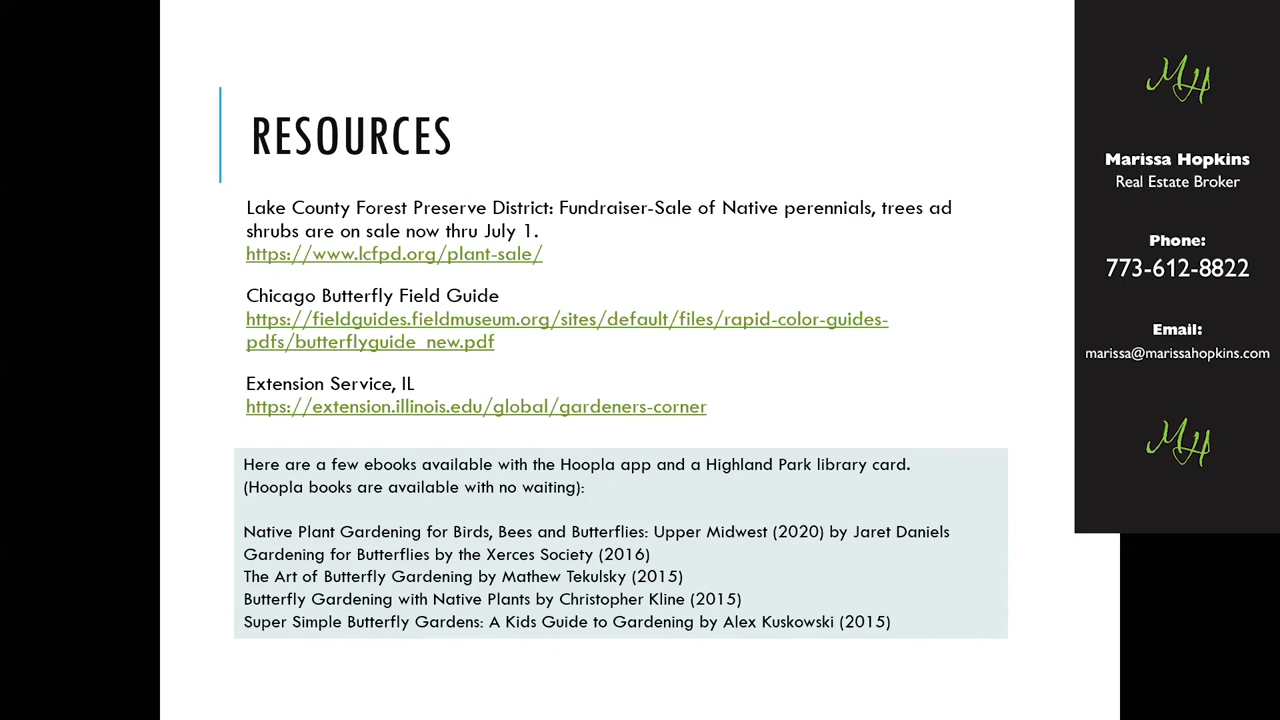 RESOURCES
Lake County Forest Preserve District: Fundraiser-Sale of Native perennials, trees ad
shrubs are on sale now thru July 1.
https://www.lcfpd.org/plant-sale/
Chicago Butterfly Field Guide
https://fieldguides.fieldmuseum.org/sites/default/files/rapid-color-guides-
pdfs/butterflyguide_new.pdf
Extension Service, IL
https://extension.illinois.edu/global/gardeners-corner
Here are a few ebooks available with the Hoopla app and a Highland Park library card.
(Hoopla books are available with no waiting):
Native Plant Gardening for Birds, Bees and Butterflies: Upper Midwest (2020) by Jaret Daniels
Gardening for Butterflies by the Xerces Society (2016)
The Art of Butterfly Gardening by Mathew Tekulsky (2015)
Butterfly Gardening with Native Plants by Christopher Kline (2015)
Super Simple Butterfly Gardens: A Kids Guide to Gardening by Alex Kuskowski (2015)
MH
Marissa Hopkins
Real Estate Broker
Phone:
773-612-8822
Email:
marissa@marissahopkins.com
MH